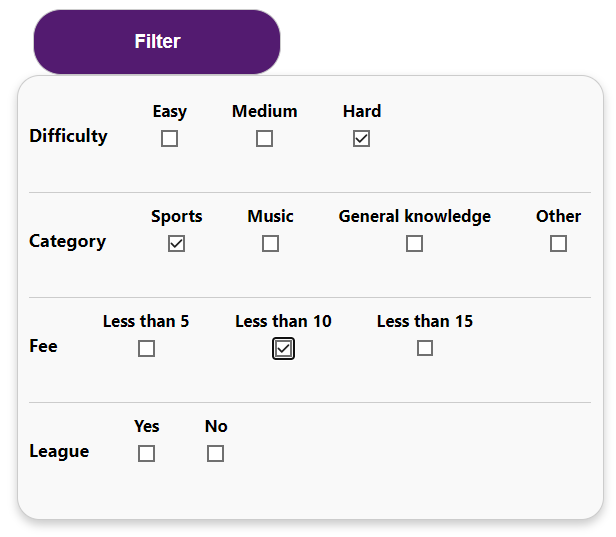 Filter
Easy Medium Hard
Difficulty
Sports Music General knowledge Other
Category
Less than 5 Less than 10 Less than 15
Fee
Yes No
League